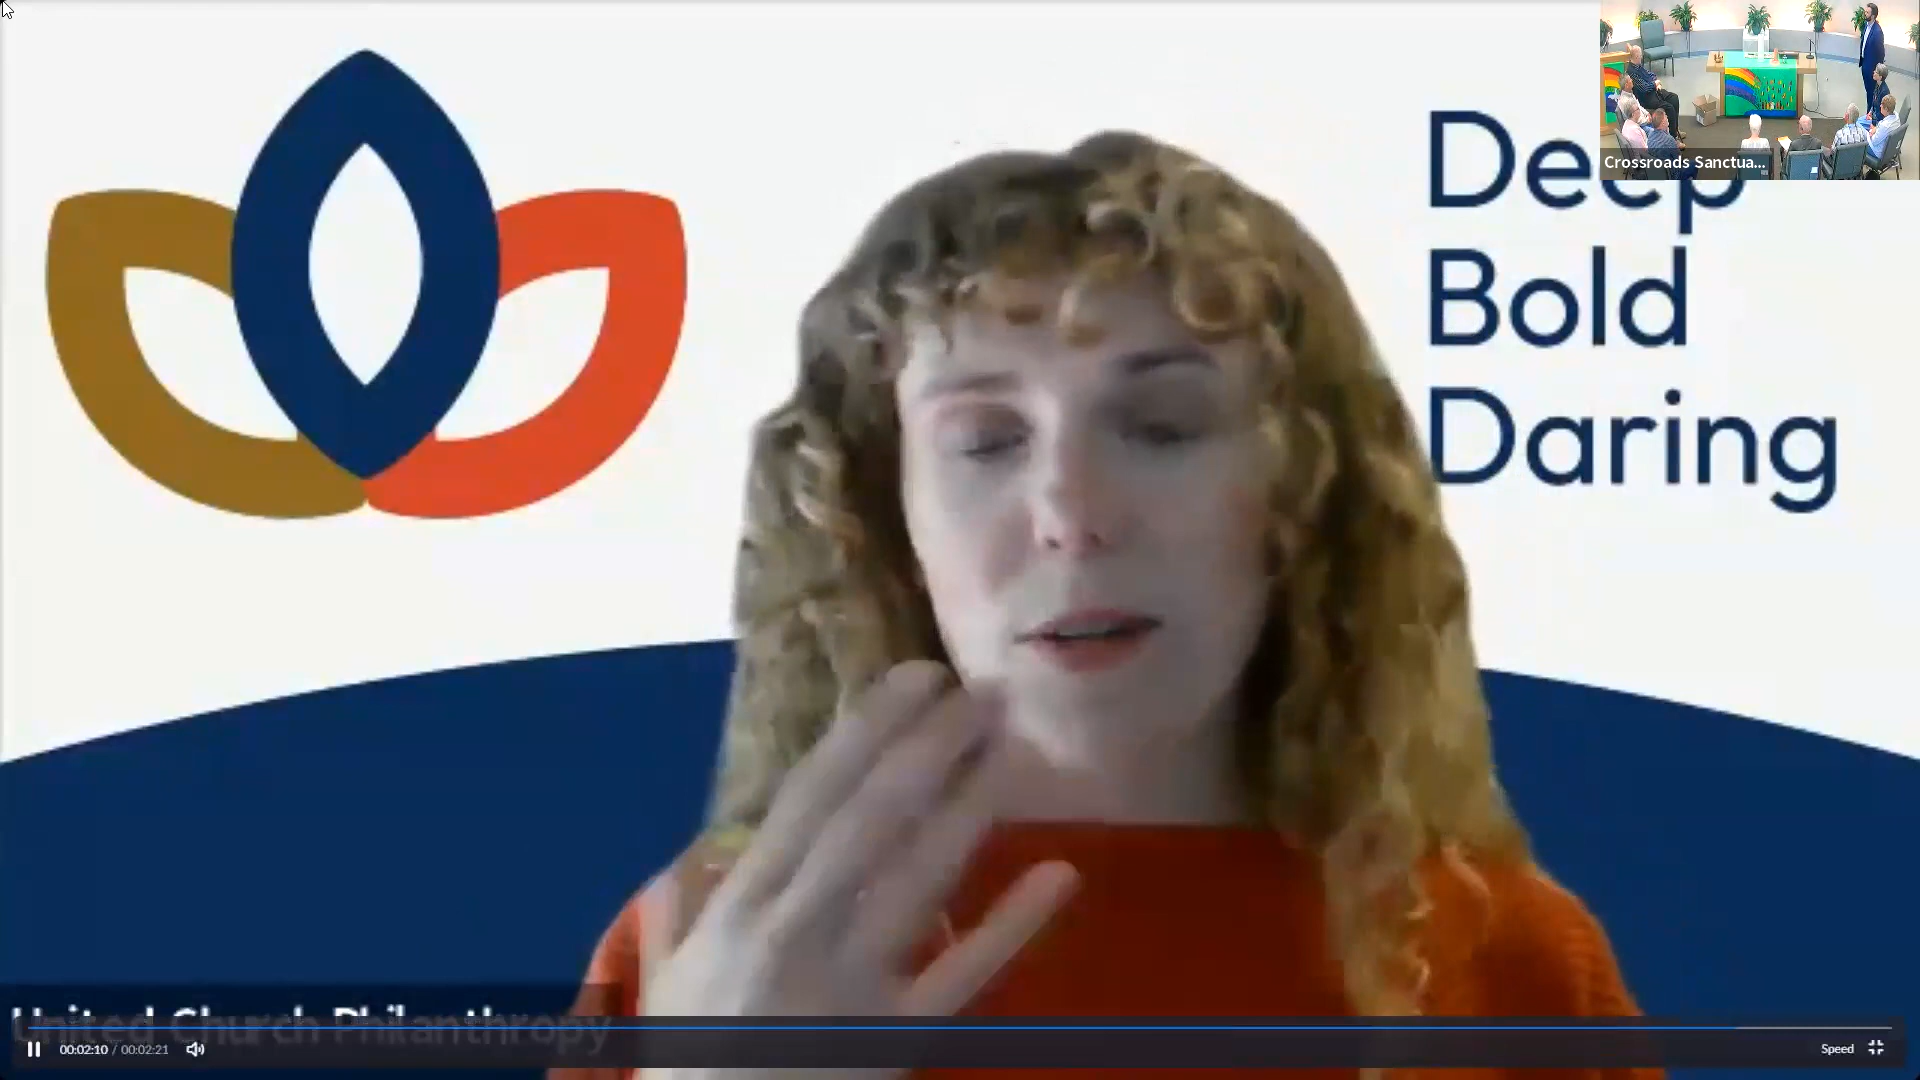 Crossroads Sanctua...
Deep
Bold
Daring
United Church Philanthropy
00:02:10 / 00:02:21
Speed